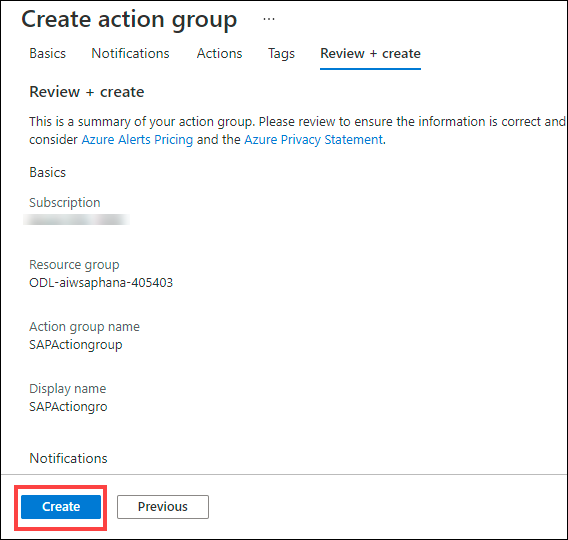 Create action group ...
Basics Notifications Actions Tags Review + create
Review + create
This is a summary of your action group. Please review to ensure the information is correct and
consider Azure Alerts Pricing and the Azure Privacy Statement.
Basics
Subscription
Resource group
ODL-aiwsaphana-405403
Action group name
SAPActiongroup
Display name
SAPActiongro
Notifications
Create Previous